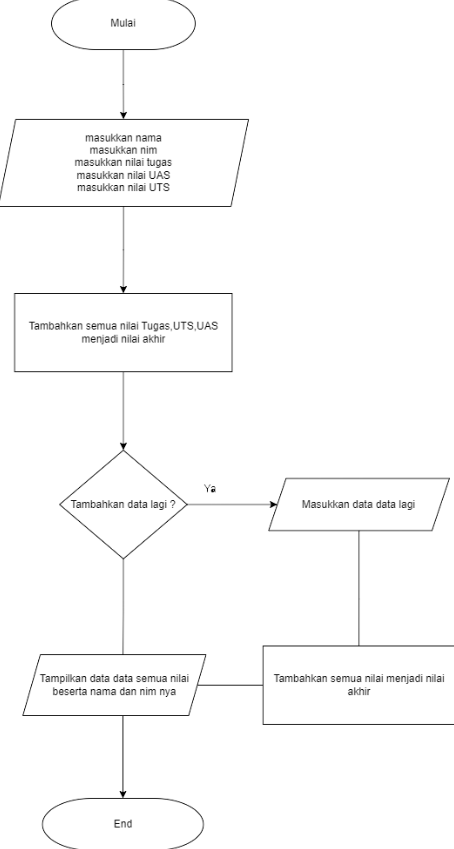 Mulai
masukkan nama
masukkan nim
masukkan nilai tugas
masukkan nilai UAS
masukkan nilai UTS
Tambahkan semua nilai Tugas,UTS,UAS
menjadi nilai akhir
Tambahkan data lagi ?
Ya
Masukkan data data lagi
Tampilkan data data semua nilai
beserta nama dan nim nya
Tambahkan semua nilai menjadi nilai
akhir
End